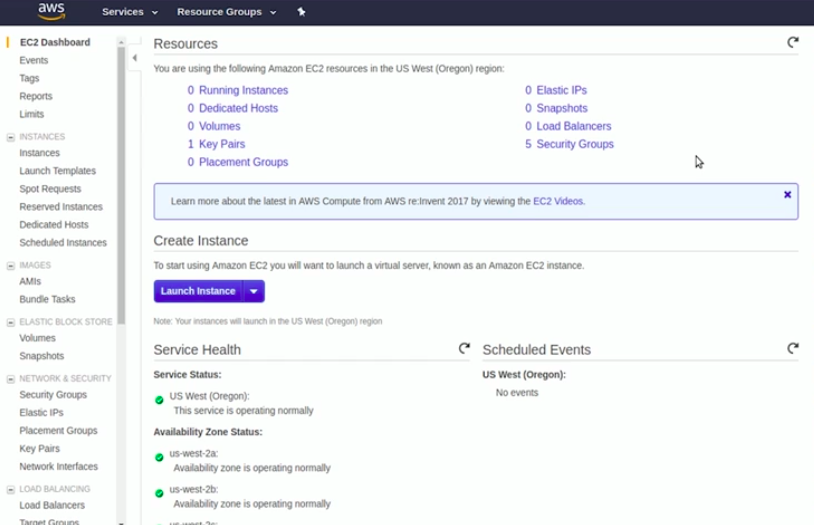 aws
Services
Resource Groups
EC2 Dashboard
Events
Tags
Reports
Limits
INSTANCES
Instances
Launch Templates
Spot Requests
Reserved Instances
Dedicated Hosts
Scheduled Instances
IMAGES
AMIs
Bundle Tasks
ELASTIC BLOCK STORE
Volumes
Snapshots
NETWORK & SECURITY
Security Groups
Elastic IPs
Placement Groups
Key Pairs
Network Interfaces
LOAD BALANCING
Load Balancers
Target Groups
Resources
You are using the following Amazon EC2 resources in the US West (Oregon) region:
0 Running Instances
0 Dedicated Hosts
0 Volumes
1 Key Pairs
0 Placement Groups
0 Elastic IPs
0 Snapshots
0 Load Balancers
5 Security Groups
Learn more about the latest in AWS Compute from AWS re:Invent 2017 by viewing the EC2 Videos.
Create Instance
To start using Amazon EC2 you will want to launch a virtual server, known as an Amazon EC2 instance.
Launch Instance
Note: Your instances will launch in the US West (Oregon) region
Service Health
Service Status:
US West (Oregon):
This service is operating normally
Availability Zone Status:
us-west-2a:
Availability zone is operating normally
us-west-2b:
Availability zone is operating normally
Scheduled Events
US West (Oregon):
No events